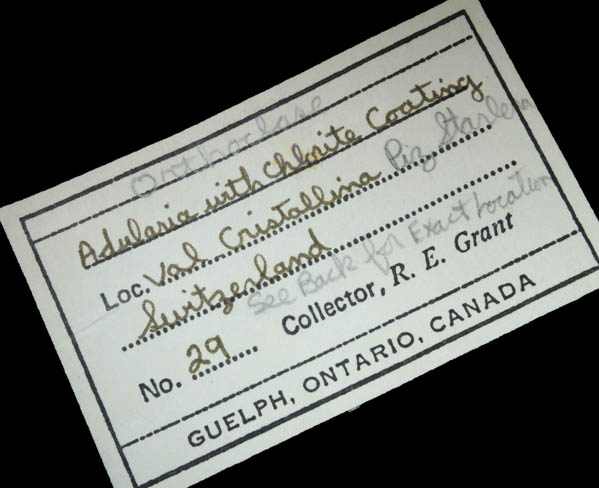 Orthoclase
Adularia with Chlorite Coating
Loc. Val Cristallina Piz
Switzerland See Back for Exact Location
No. 29 Collector, R. E. Grant
GUELPH, ONTARIO, CANADA